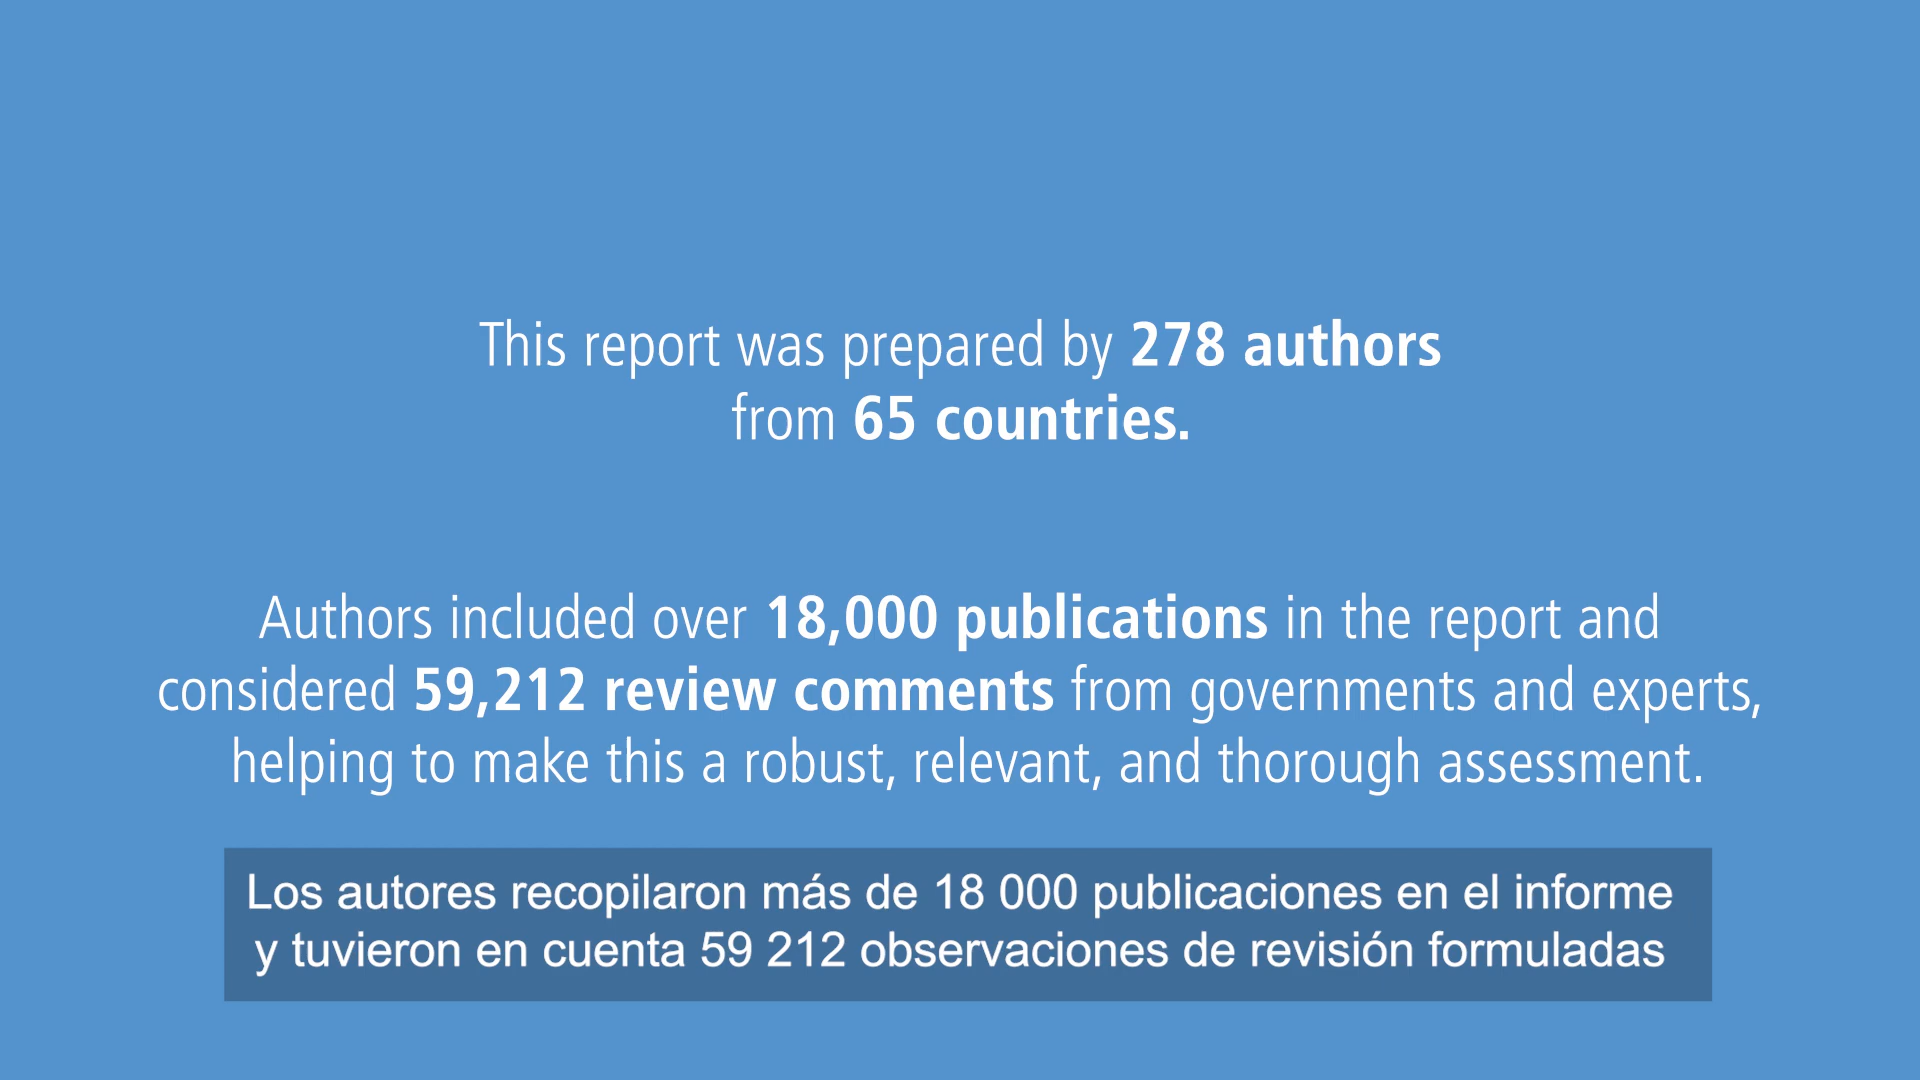 This report was prepared by 278 authors
from 65 countries.
Authors included over 18,000 publications in the report and
considered 59,212 review comments from governments and experts,
helping to make this a robust, relevant, and thorough assessment.
Los autores recopilaron más de 18 000 publicaciones en el informe
y tuvieron en cuenta 59 212 observaciones de revisión formuladas